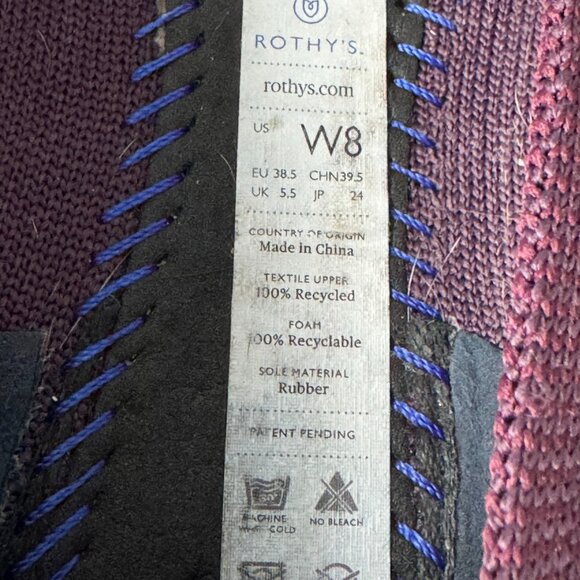 ROTHY'S.
rothys.com
US W8
EU 38.5 CHN39.5
UK 5.5 JP 24
COUNTRY OF ORIGIN
Made in China
TEXTILE UPPER
100% Recycled
FOAM
100% Recyclable
SOLE MATERIAL
Rubber
PATENT PENDING
MACHINE NO BLEACH
COLD